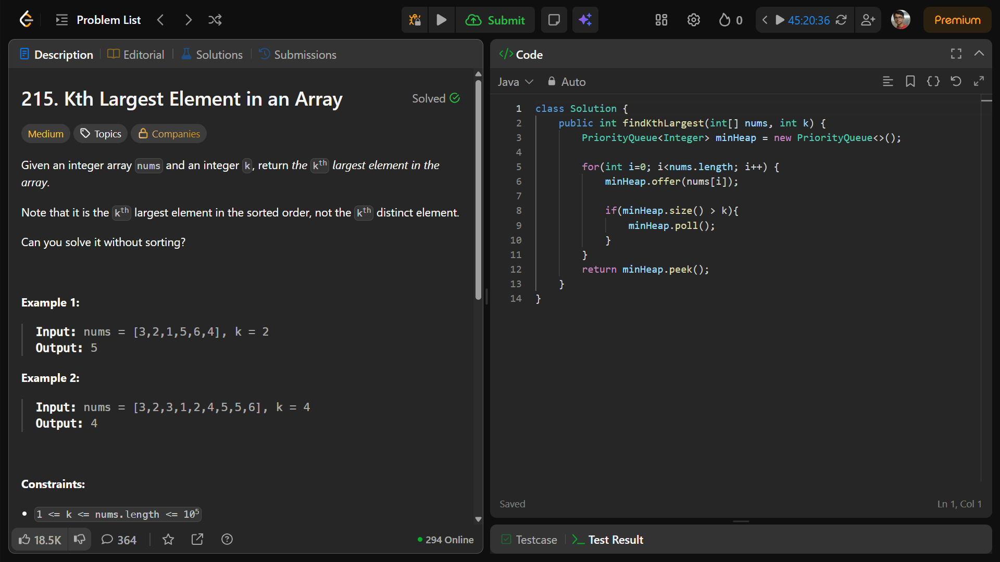 Problem List
Submit
0
45:20:36
Premium
Description
Editorial
Solutions
Submissions
215. Kth Largest Element in an Array
Solved
Medium
Topics
Companies
Given an integer array nums and an integer k, return the kth largest element in the
array.
Note that it is the kth largest element in the sorted order, not the kth distinct element.
Can you solve it without sorting?
Example 1:
Input: nums = [3,2,1,5,6,4], k = 2
Output: 5
Example 2:
Input: nums = [3,2,3,1,2,4,5,5,6], k = 4
Output: 4
Constraints:
1 <= k <= nums.length <= 10^5
18.5K
364
294 Online
</> Code
Java
Auto
1 class Solution {
2     public int findKthLargest(int[] nums, int k) {
3         PriorityQueue<Integer> minHeap = new PriorityQueue<>();
4
5         for(int i=0; i<nums.length; i++) {
6             minHeap.offer(nums[i]);
7
8             if(minHeap.size() > k){
9                 minHeap.poll();
10             }
11         }
12         return minHeap.peek();
13     }
14 }
Saved
Ln 1, Col 1
Testcase
Test Result